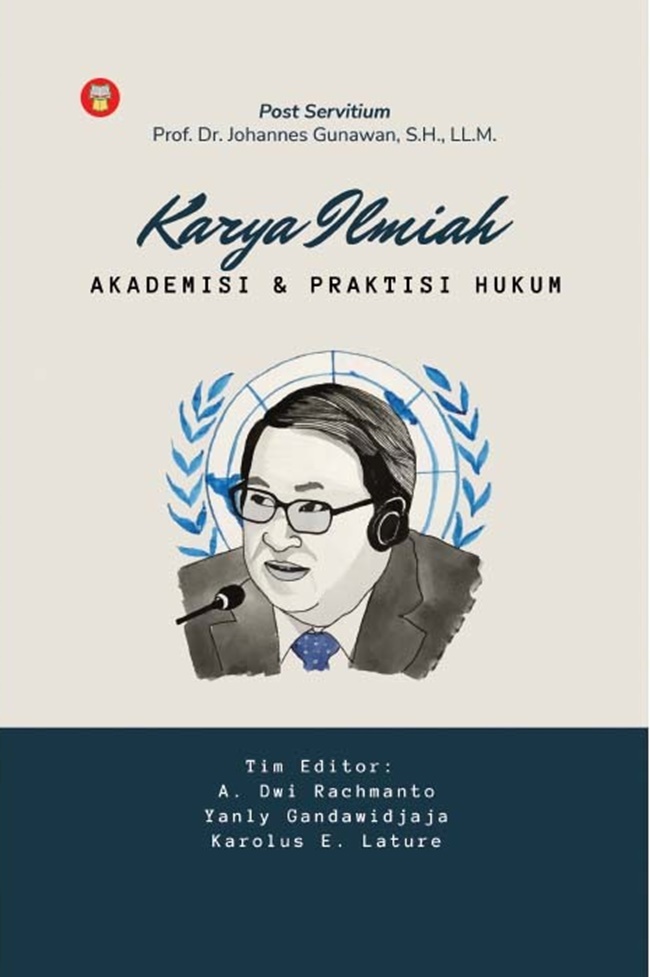 Post Servitium
Prof. Dr. Johannes Gunawan, S.H., LL.M.
Karya Ilmiah
AKADEMISI & PRAKTISI HUKUM
Tim Editor:
A. Dwi Rachmanto
Yanly Gandawidjaja
Karolus E. Lature